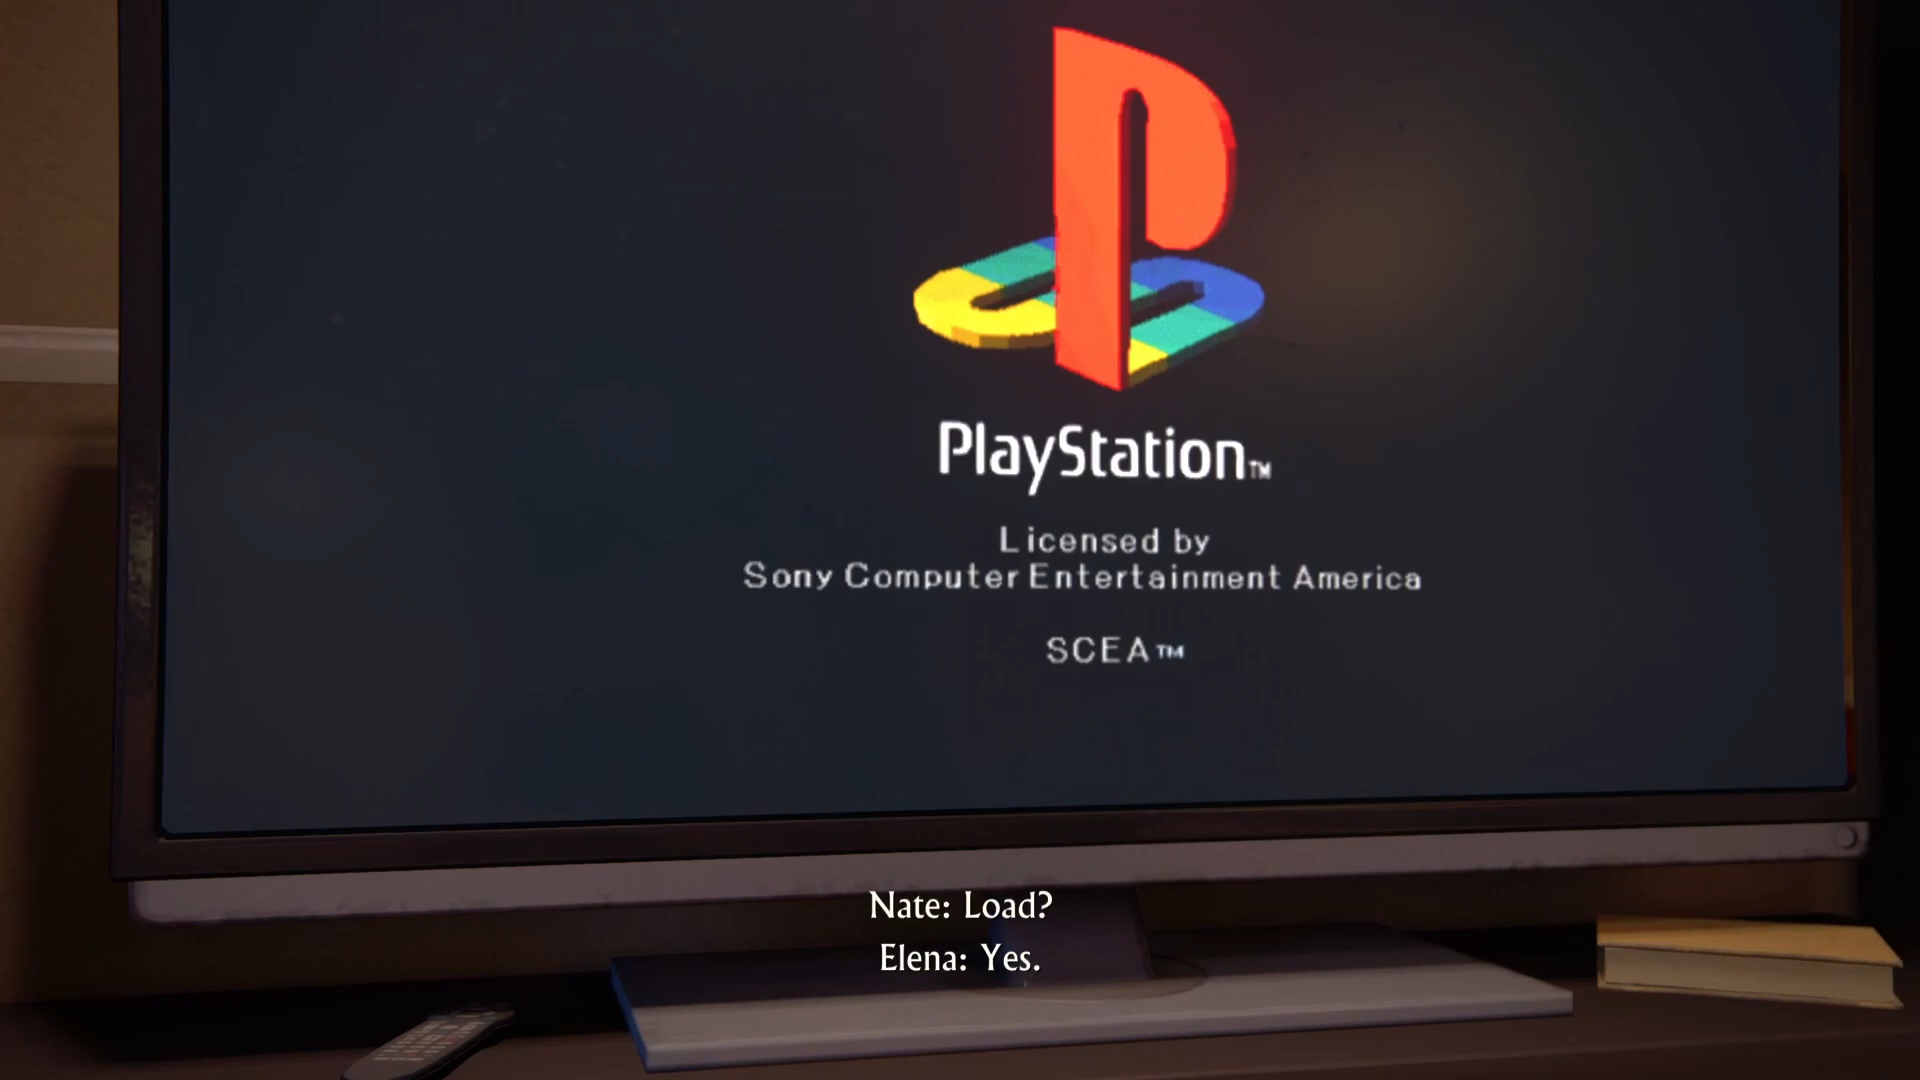 PlayStation™
Licensed by
Sony Computer Entertainment America
SCEA™
Nate: Load?
Elena: Yes.